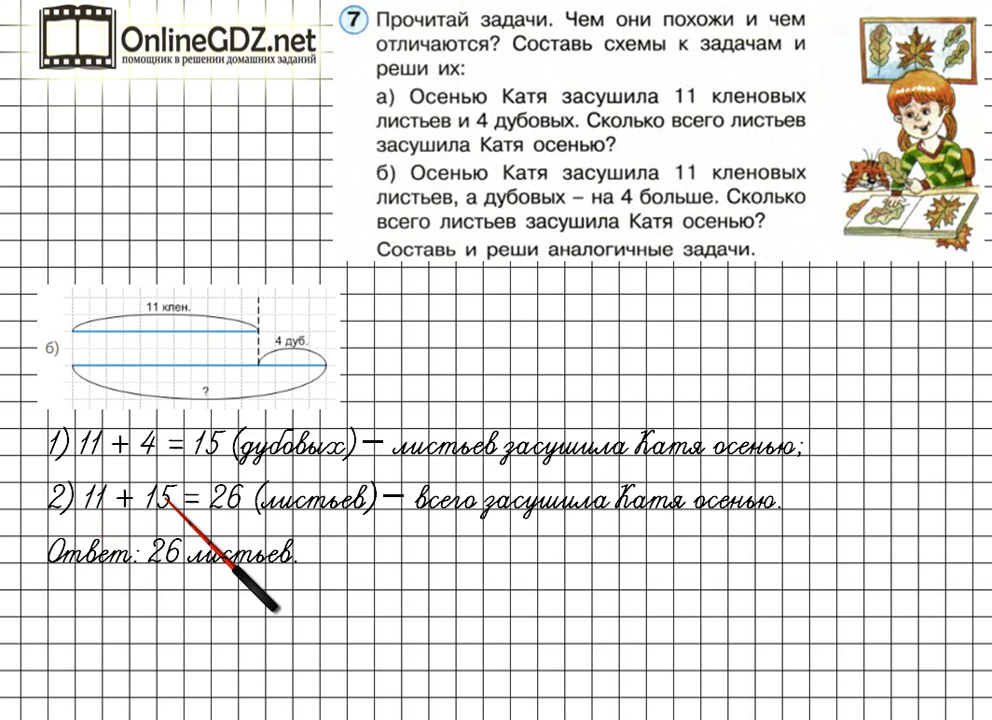 OnlineGDZ.net
помощник в решении домашних заданий
7 Прочитай задачи. Чем они похожи и чем
отличаются? Составь схемы к задачам и
реши их:
а) Осенью Катя засушила 11 кленовых
листьев и 4 дубовых. Сколько всего листьев
засушила Катя осенью?
б) Осенью Катя засушила 11 кленовых
листьев, а дубовых – на 4 больше. Сколько
всего листьев засушила Катя осенью?
Составь и реши аналогичные задачи.
11 клен.
б)
4 дуб.
?
1) 11 + 4 = 15 (дубовых) – листьев засушила Катя осенью;
2) 11 + 15 = 26 (листьев) – всего засушила Катя осенью.
Ответ: 26 листьев.